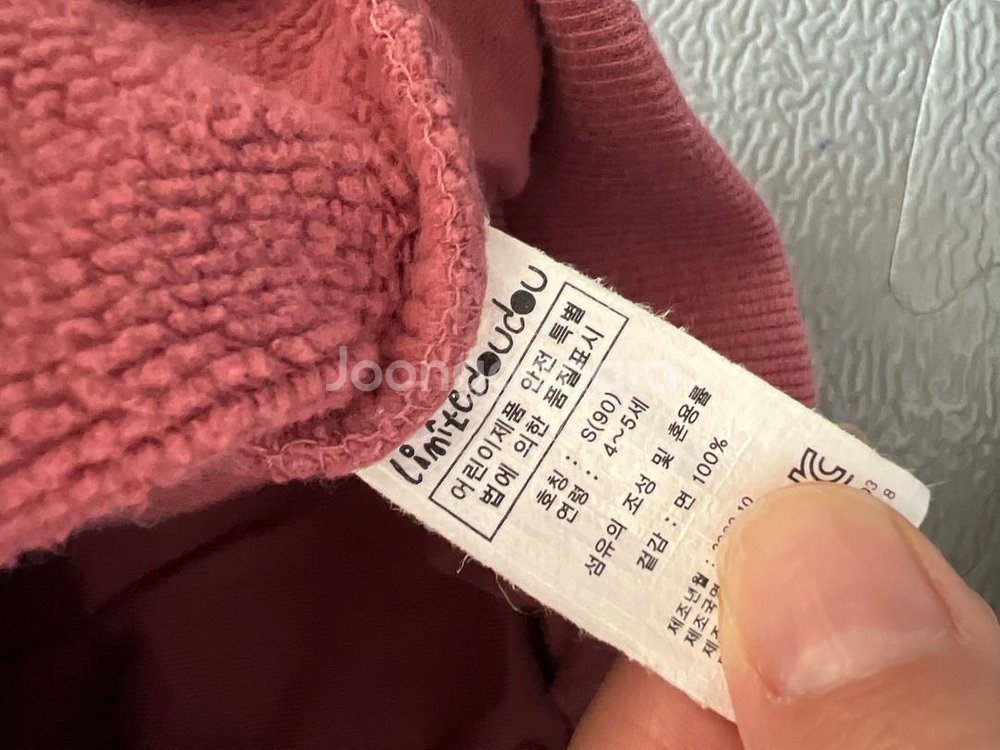 limitedoudou
어린이제품 안전 특별
법에 의한 품질표시
호칭 : S(90)
연령 : 4~5세
섬유의 조성 및 혼용률
겉감 : 면 100%
제조년월 :
제조국명
Joongna